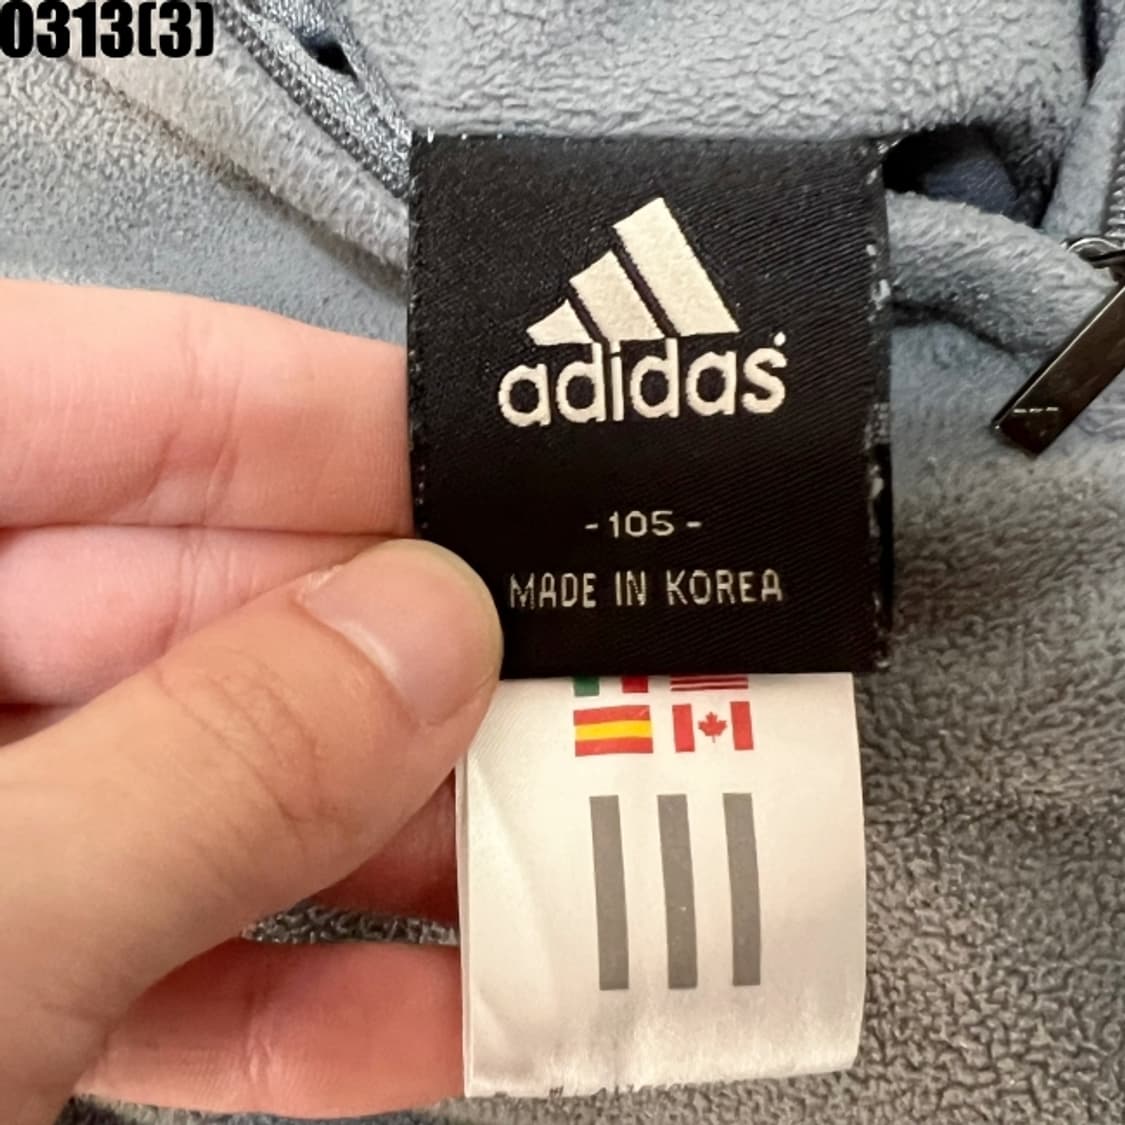 0313(3)
adidas
-105-
MADE IN KOREA